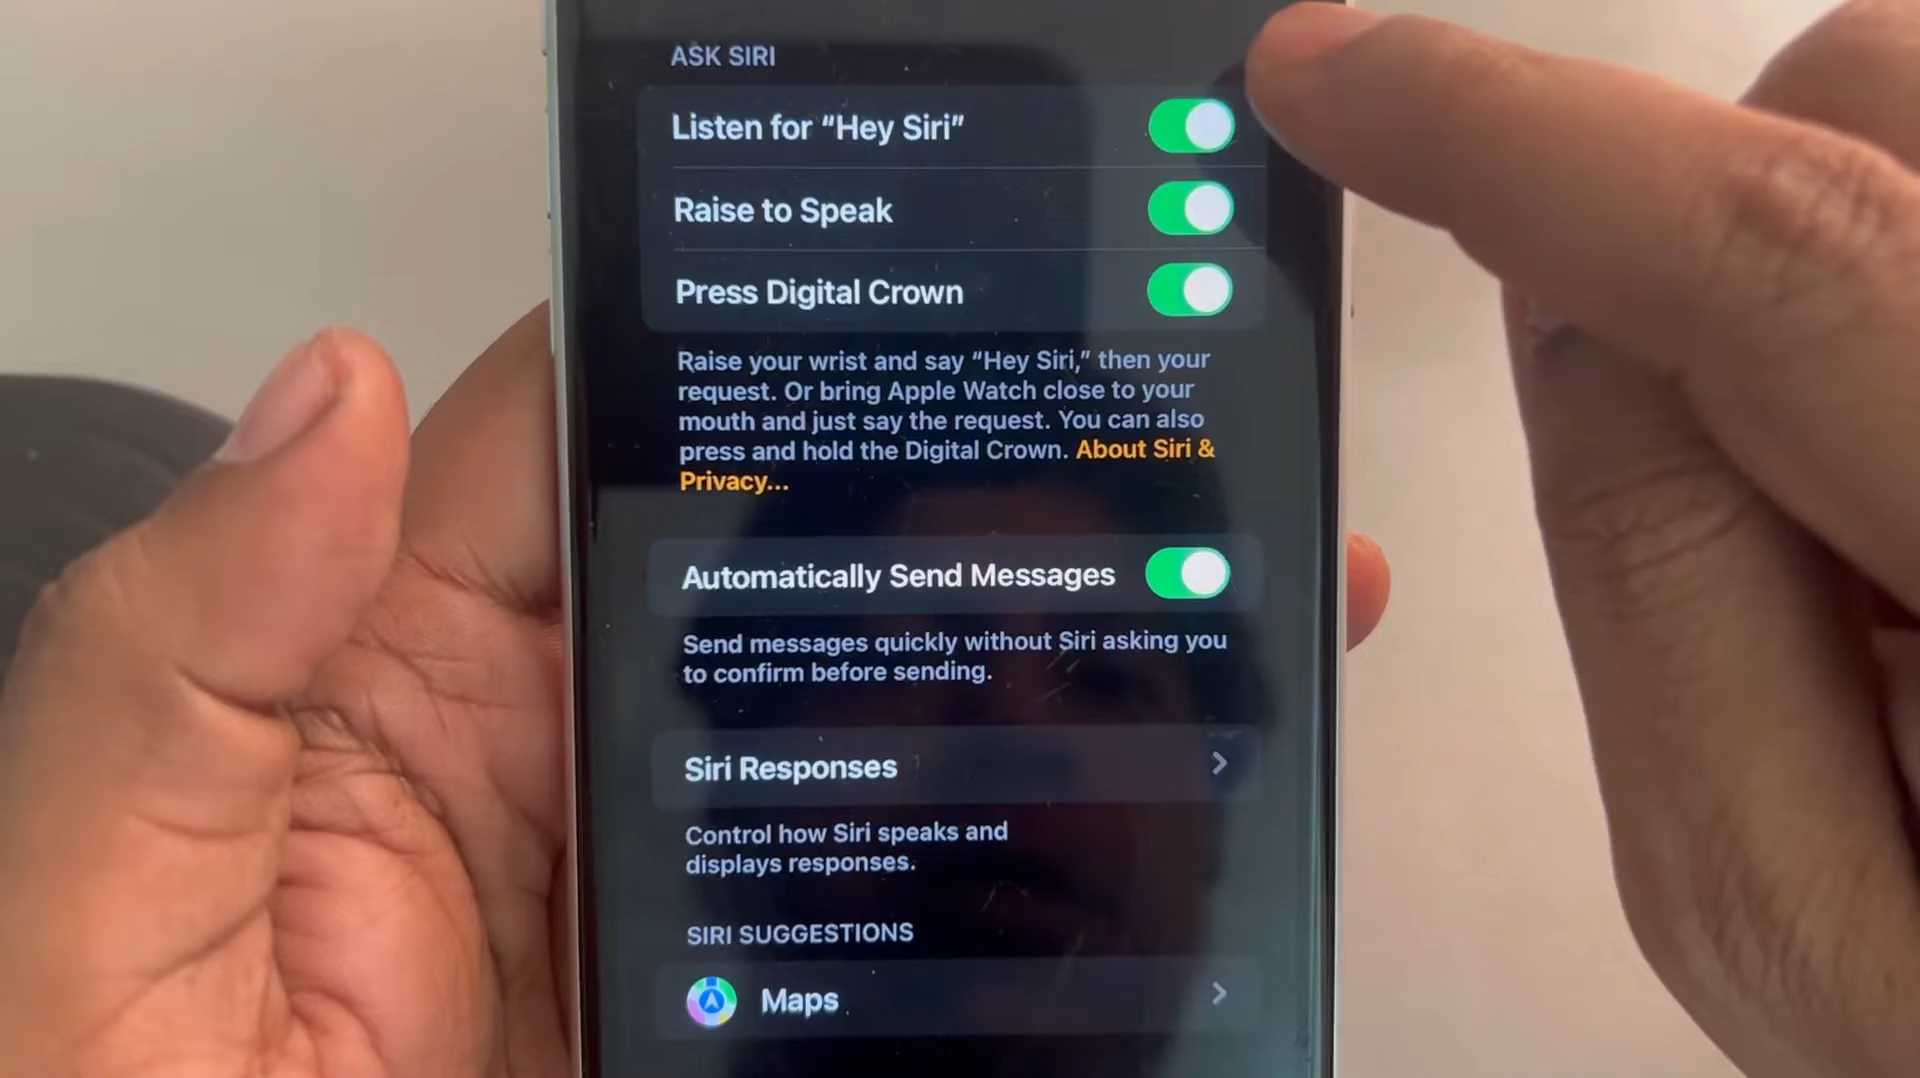 ASK SIRI
Listen for “Hey Siri”
Raise to Speak
Press Digital Crown
Raise your wrist and say “Hey Siri,” then your
request. Or bring Apple Watch close to your
mouth and just say the request. You can also
press and hold the Digital Crown. About Siri &
Privacy...
Automatically Send Messages
Send messages quickly without Siri asking you
to confirm before sending.
Siri Responses
Control how Siri speaks and
displays responses.
SIRI SUGGESTIONS
Maps